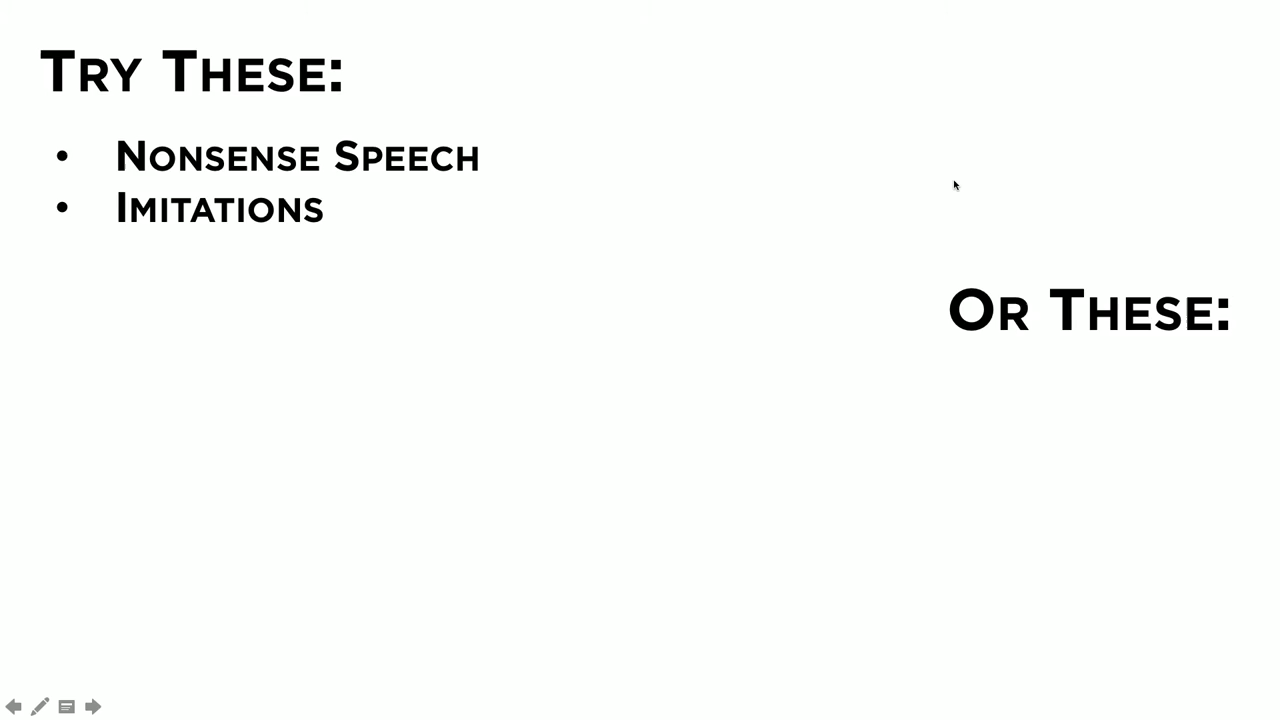 Try These:
• Nonsense Speech
• Imitations
Or These: